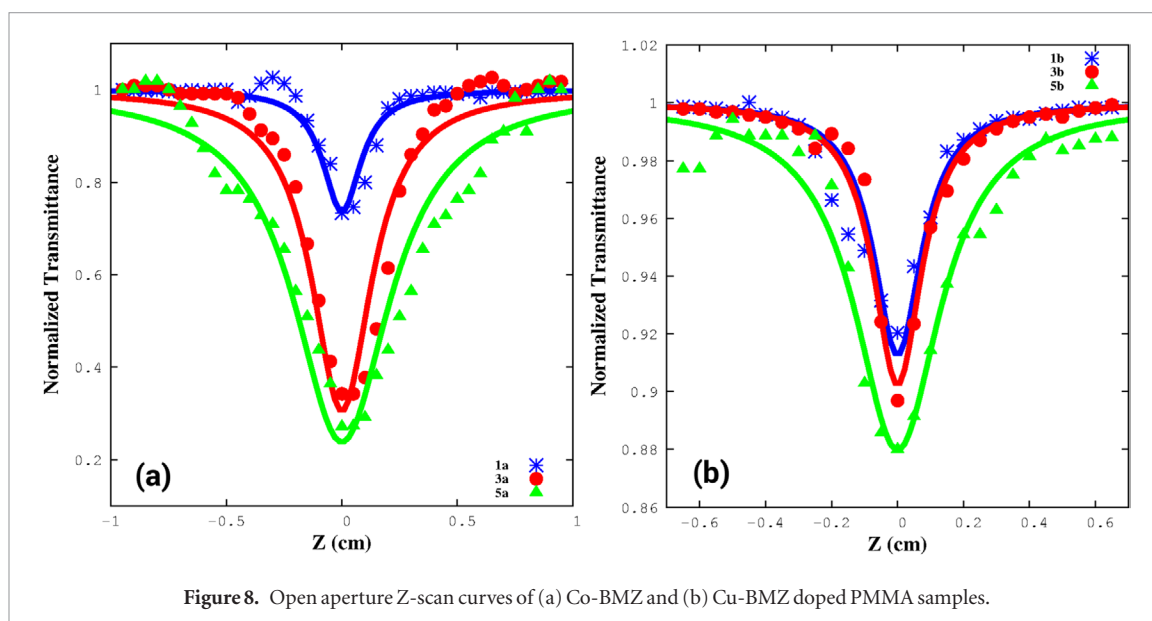 1.1
1
0.8
0.6
0.4
0.2
Normalized Transmittance
(a)
1a
3a
5a
-1 -0.5 0 0.5 1
Z (cm)
1.02
1
0.98
0.96
0.94
0.92
0.9
0.88
0.86
Normalized Transmittance
1b
3b
5b
(b)
-0.6 -0.4 -0.2 0 0.2 0.4 0.6
Z (cm)
Figure 8. Open aperture Z-scan curves of (a) Co-BMZ and (b) Cu-BMZ doped PMMA samples.